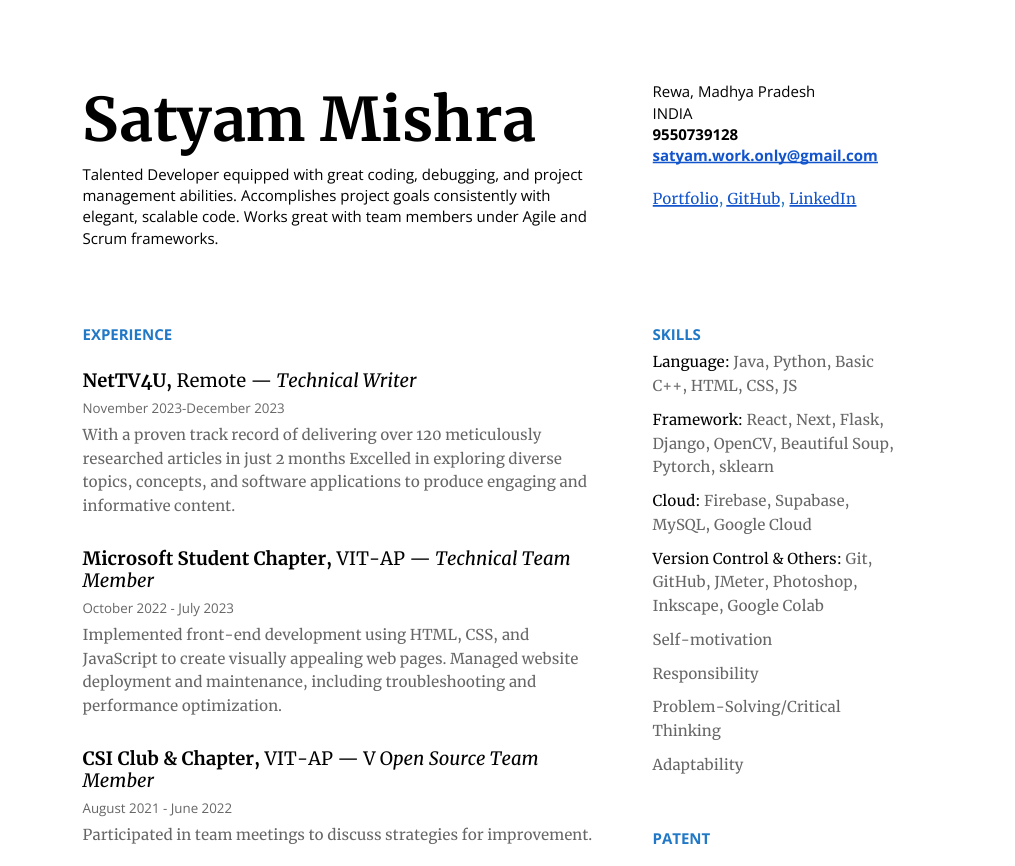 Satyam Mishra
Talented Developer equipped with great coding, debugging, and project
management abilities. Accomplishes project goals consistently with
elegant, scalable code. Works great with team members under Agile and
Scrum frameworks.
Rewa, Madhya Pradesh
INDIA
9550739128
satyam.work.only@gmail.com
Portfolio, GitHub, LinkedIn
EXPERIENCE
NetTV4U, Remote — Technical Writer
November 2023-December 2023
With a proven track record of delivering over 120 meticulously
researched articles in just 2 months Excelled in exploring diverse
topics, concepts, and software applications to produce engaging and
informative content.
Microsoft Student Chapter, VIT-AP — Technical Team
Member
October 2022 - July 2023
Implemented front-end development using HTML, CSS, and
JavaScript to create visually appealing web pages. Managed website
deployment and maintenance, including troubleshooting and
performance optimization.
CSI Club & Chapter, VIT-AP — V Open Source Team
Member
August 2021 - June 2022
Participated in team meetings to discuss strategies for improvement.
SKILLS
Language: Java, Python, Basic
C++, HTML, CSS, JS
Framework: React, Next, Flask,
Django, OpenCV, Beautiful Soup,
Pytorch, sklearn
Cloud: Firebase, Supabase,
MySQL, Google Cloud
Version Control & Others: Git,
GitHub, JMeter, Photoshop,
Inkscape, Google Colab
Self-motivation
Responsibility
Problem-Solving/Critical
Thinking
Adaptability
PATENT